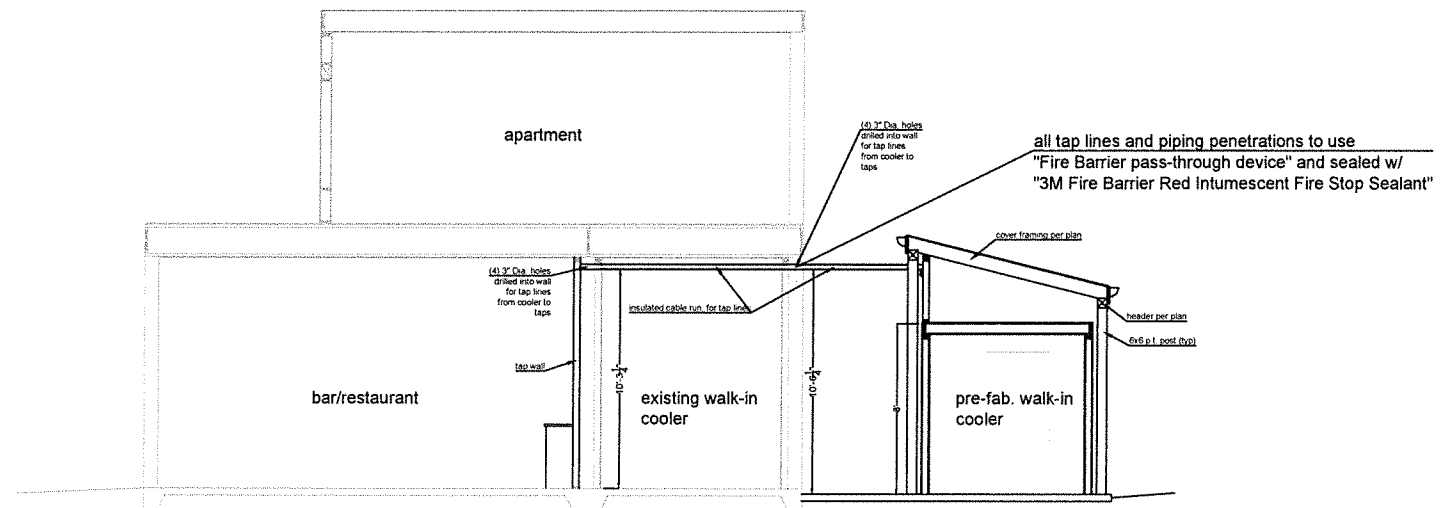 apartment
(4) 3" Dia. holes
drilled into wall
for tap lines
from cooler to
taps
all tap lines and piping penetrations to use
"Fire Barrier pass-through device" and sealed w/
"3M Fire Barrier Red Intumescent Fire Stop Sealant"
cover framing per plan
(4) 3" Dia. holes
drilled into wall
for tap lines
from cooler to
taps
insulated cable run. for tap lines
header per plan
6x6 p.t. post (typ)
tap wall
10'-3 1/4"
10'-6 1/4"
8'
bar/restaurant
existing walk-in
cooler
pre-fab. walk-in
cooler